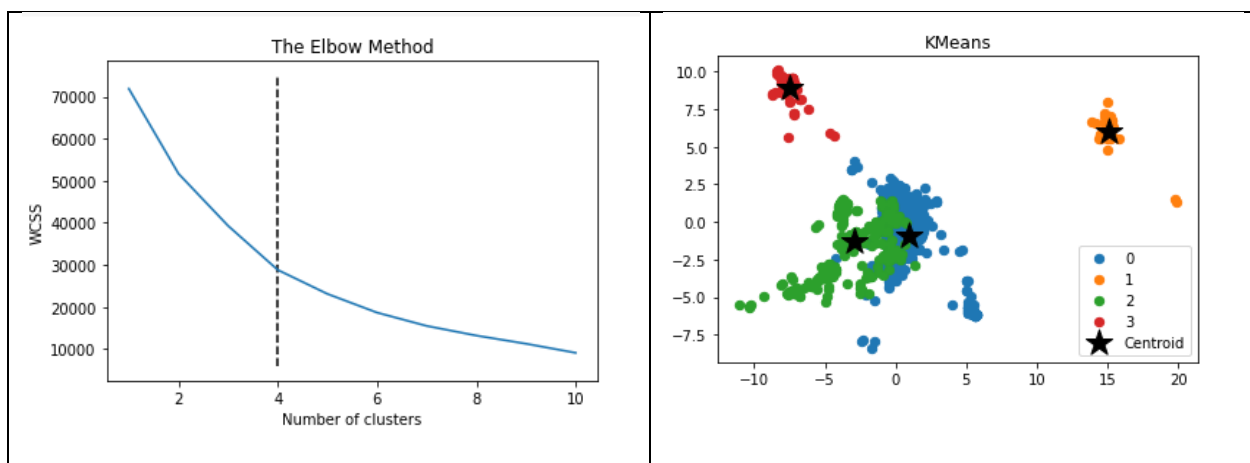 The Elbow Method
70000
60000
50000
40000
30000
20000
10000
WCSS
2 4 6 8 10
Number of clusters
KMeans
10.0
7.5
5.0
2.5
0.0
−2.5
−5.0
−7.5
−10 −5 0 5 10 15 20
0
1
2
3
Centroid